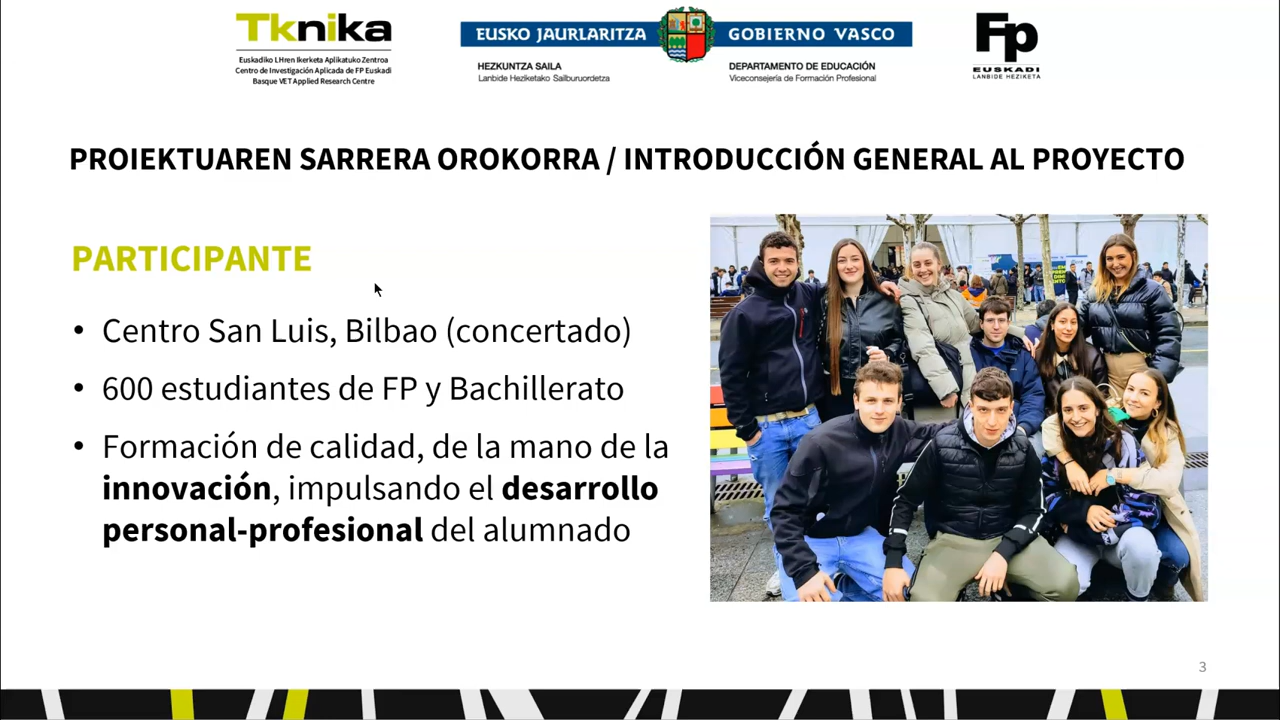 Tknika
Euskadiko LHren Ikerketa Aplikatuko Zentroa
Centro de Investigación Aplicada de FP Euskadi
Basque VET Applied Research Centre
EUSKO JAURLARITZA
GOBIERNO VASCO
HEZKUNTZA SAILA
Lanbide Heziketako Sailburuordetza
DEPARTAMENTO DE EDUCACIÓN
Viceconsejería de Formación Profesional
Fp
EUSKADI
LANBIDE HEZIKETA
PROIEKTUAREN SARRERA OROKORRA / INTRODUCCIÓN GENERAL AL PROYECTO
PARTICIPANTE
• Centro San Luis, Bilbao (concertado)
• 600 estudiantes de FP y Bachillerato
• Formación de calidad, de la mano de la
innovación, impulsando el desarrollo
personal-profesional del alumnado
3